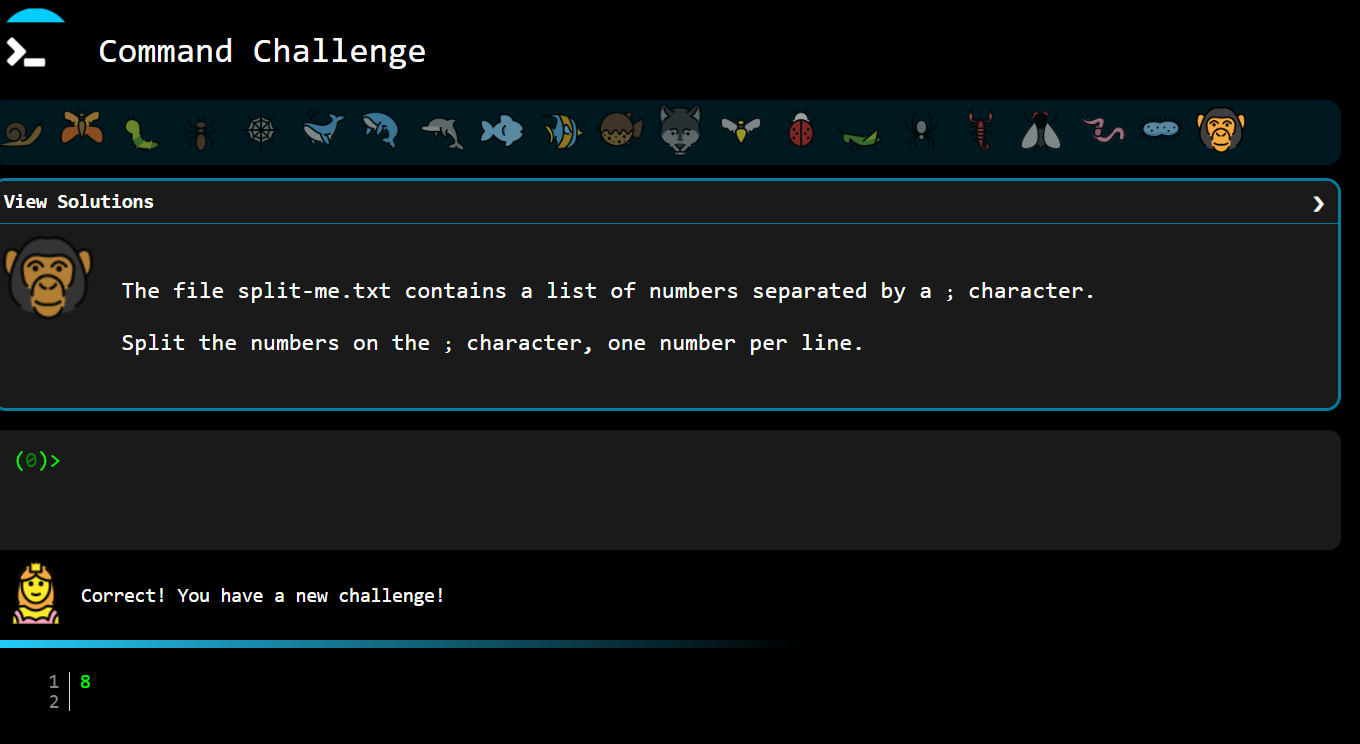 Command Challenge
View Solutions
The file split-me.txt contains a list of numbers separated by a ; character.
Split the numbers on the ; character, one number per line.
(0)>
Correct! You have a new challenge!
1 8
2